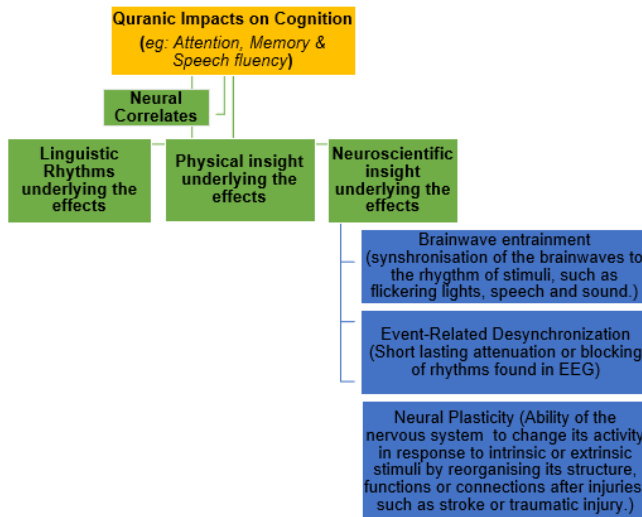 Quranic Impacts on Cognition
(eg: Attention, Memory &
Speech fluency)
Neural
Correlates
Linguistic
Rhythms
underlying the
effects
Physical insight
underlying the
effects
Neuroscientific
insight
underlying the
effects
Brainwave entrainment
(synshronisation of the brainwaves to
the rhygthm of stimuli, such as
flickering lights, speech and sound.)
Event-Related Desynchronization
(Short lasting attenuation or blocking
of rhythms found in EEG)
Neural Plasticity (Ability of the
nervous system to change its activity
in response to intrinsic or extrinsic
stimuli by reorganising its structure,
functions or connections after injuries,
such as stroke or traumatic injury.)